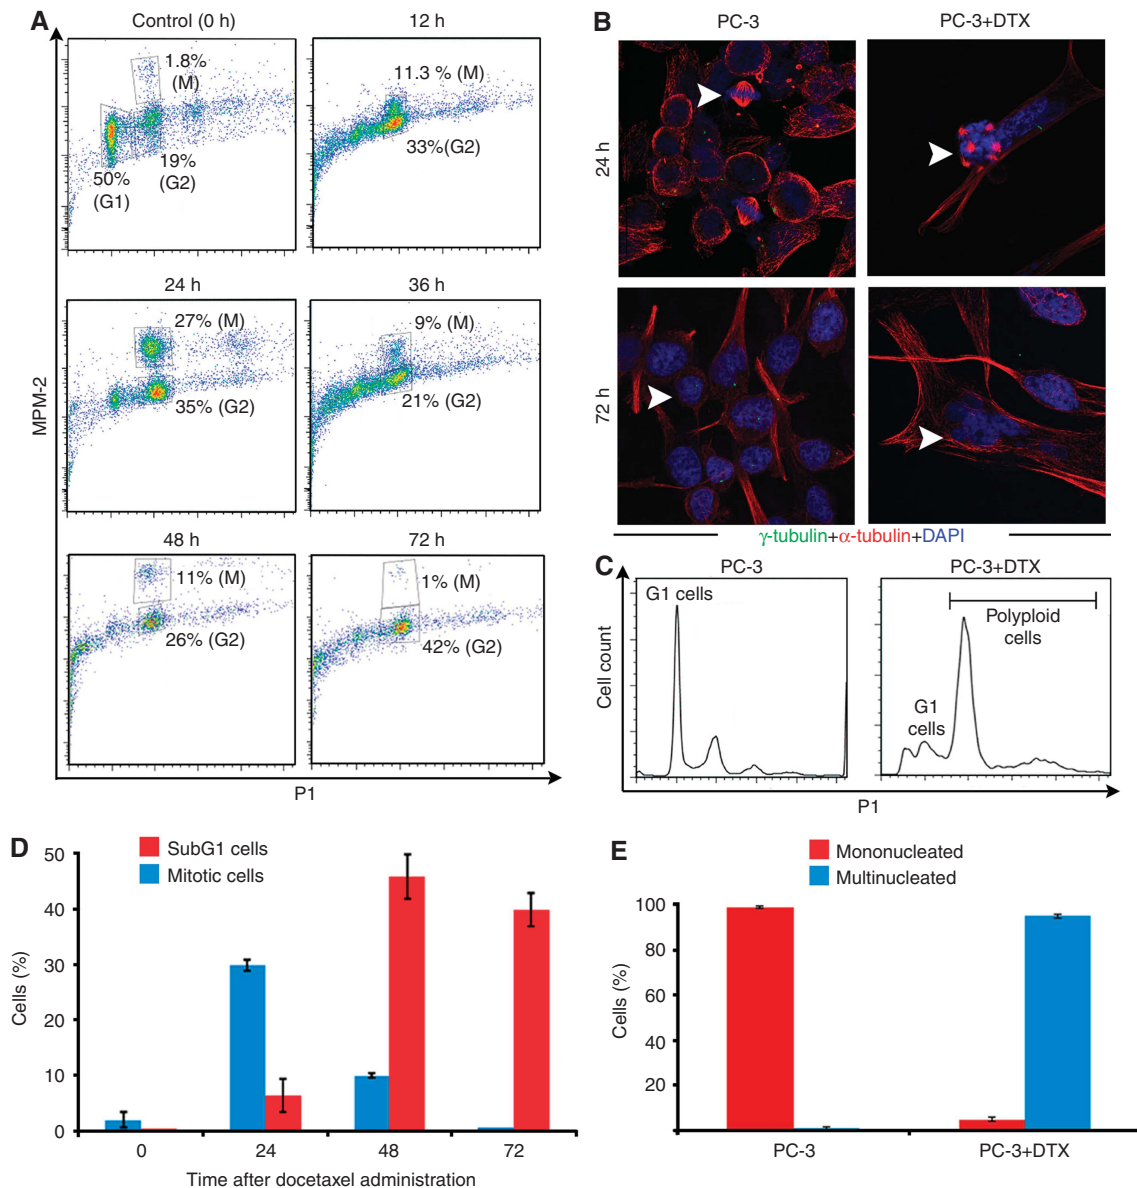 A
Control (0 h)
12 h
1.8%
(M)
50%
(G1)
19%
(G2)
11.3 % (M)
33%(G2)
24 h
36 h
27% (M)
35% (G2)
9% (M)
21% (G2)
48 h
72 h
11% (M)
26% (G2)
1% (M)
42% (G2)
MPM-2
P1
B
PC-3
PC-3+DTX
24 h
72 h
γ-tubulin+α-tubulin+DAPI
C
PC-3
PC-3+DTX
G1 cells
Polyploid
cells
G1
cells
Cell count
P1
D
SubG1 cells
Mitotic cells
50
40
30
20
10
0
Cells (%)
0 24 48 72
Time after docetaxel administration
E
Mononucleated
Multinucleated
100
80
60
40
20
Cells (%)
PC-3 PC-3+DTX